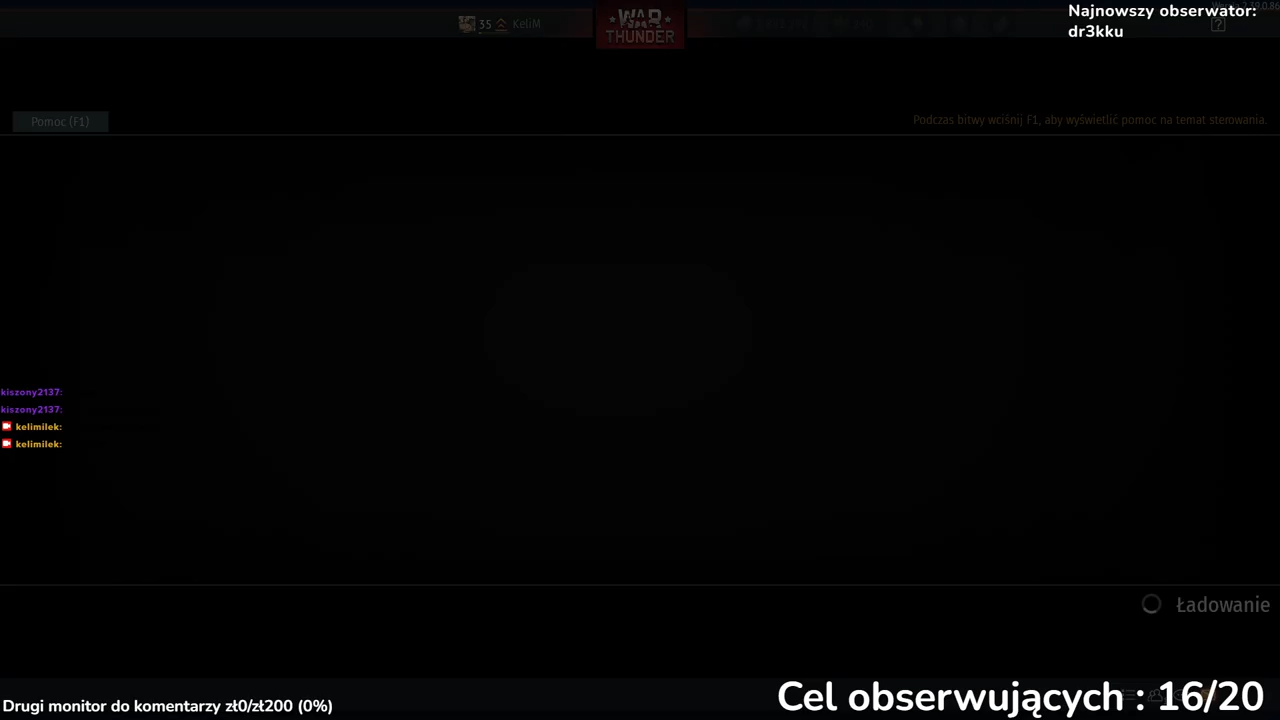 35 KeliM
WAR
THUNDER
Najnowszy obserwator:
dr3kku
Pomoc (F1)
Podczas bitwy wciśnij F1, aby wyświetlić pomoc na temat sterowania.
kiszony2137:
kiszony2137:
kelimilek:
kelimilek:
Ładowanie
Cel obserwujących : 16/20
Drugi monitor do komentarzy zł0/zł200 (0%)